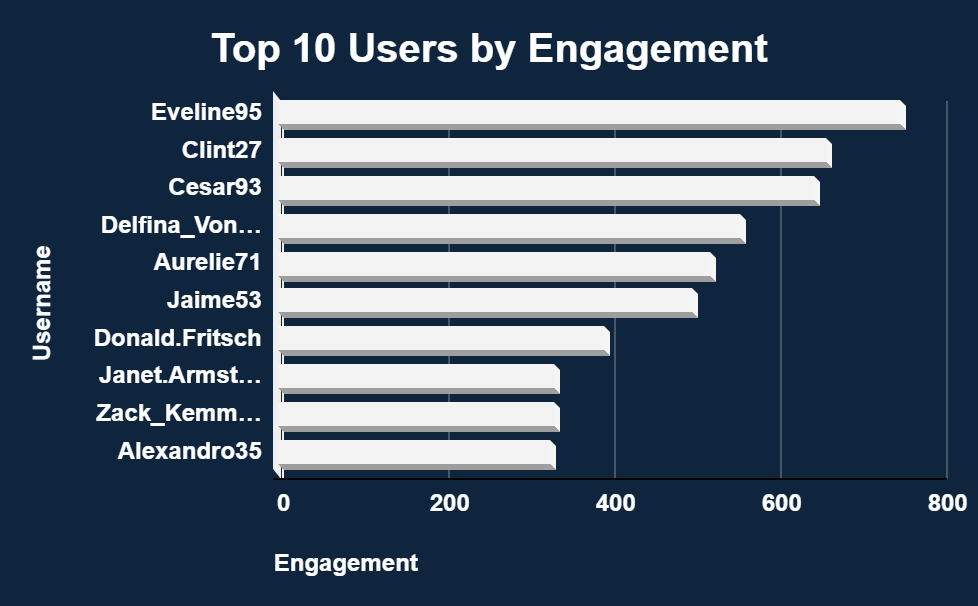 Top 10 Users by Engagement
Username
Eveline95
Clint27
Cesar93
Delfina_Von…
Aurelie71
Jaime53
Donald.Fritsch
Janet.Armst…
Zack_Kemm…
Alexandro35
0 200 400 600 800
Engagement